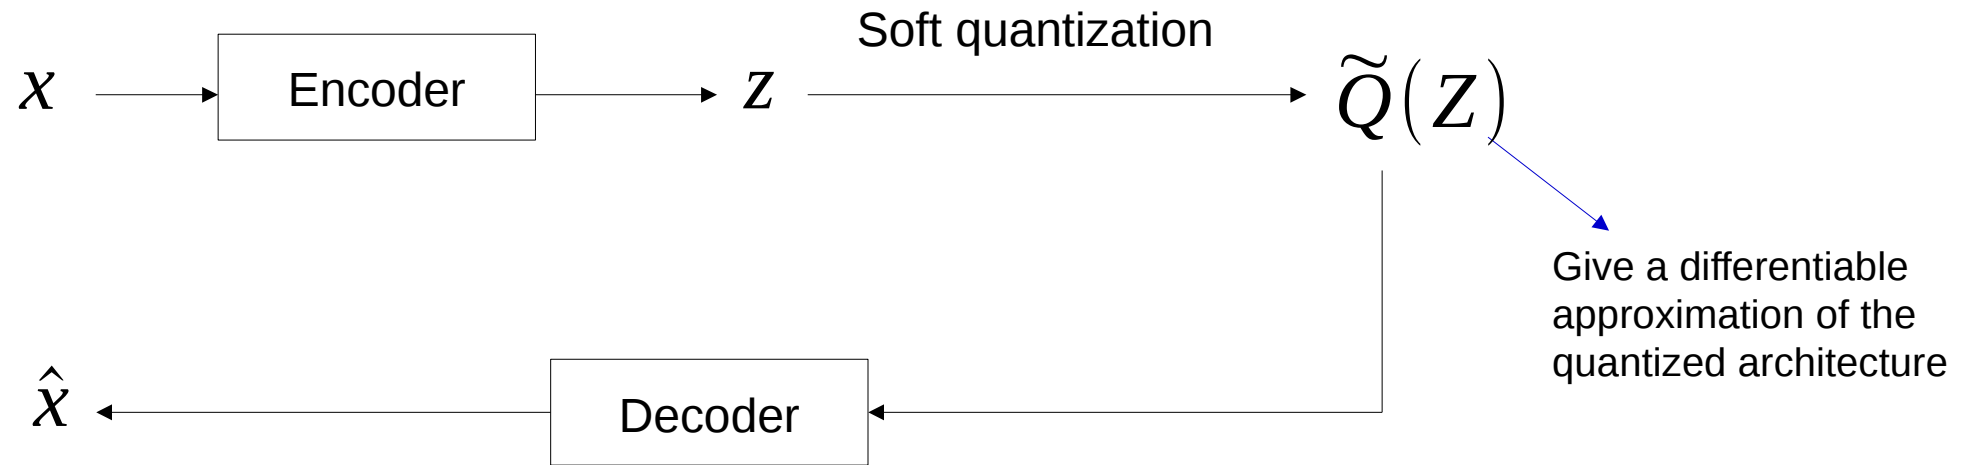 Soft quantization
x
Encoder
z
Q̃(Z)
Give a differentiable
approximation of the
quantized architecture
x̂
Decoder